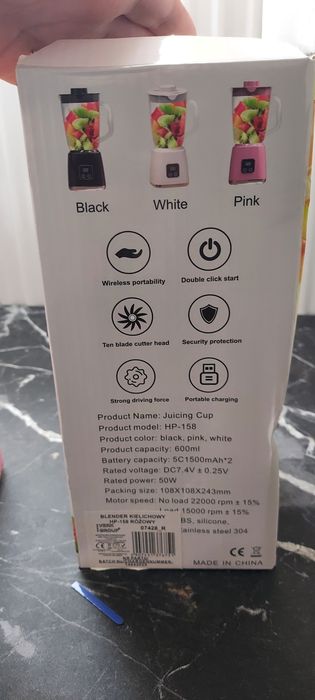 Black White Pink
Wireless portability Double click start
Ten blade cutter head Security protection
Strong driving force Portable charging
Product Name: Juicing Cup
Product model: HP-158
Product color: black, pink, white
Product capacity: 600ml
Battery capacity: 5C1500mAh*2
Rated voltage: DC7.4V ± 0.25V
Rated power: 50W
Packing size: 108X108X243mm
Motor speed: No load 22000 rpm ± 15%
Load 15000 rpm ± 15%
BS, silicone,
ainless steel 304
BLENDER KIELICHOWY
HP-158 RÓŻOWY
07428_R
CE
MADE IN CHINA